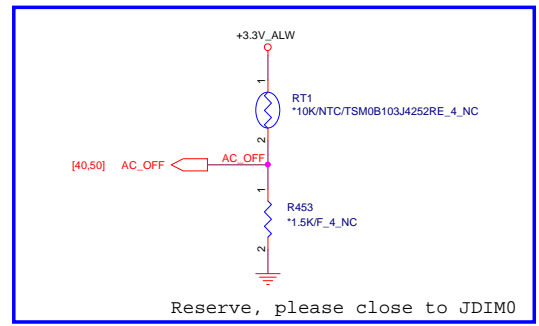 +3.3V_ALW
1
RT1
*10K/NTC/TSM0B103J4252RE_4_NC
2
[40,50] AC_OFF AC_OFF
1
R453
*1.5K/F_4_NC
2
Reserve, please close to JDIM0